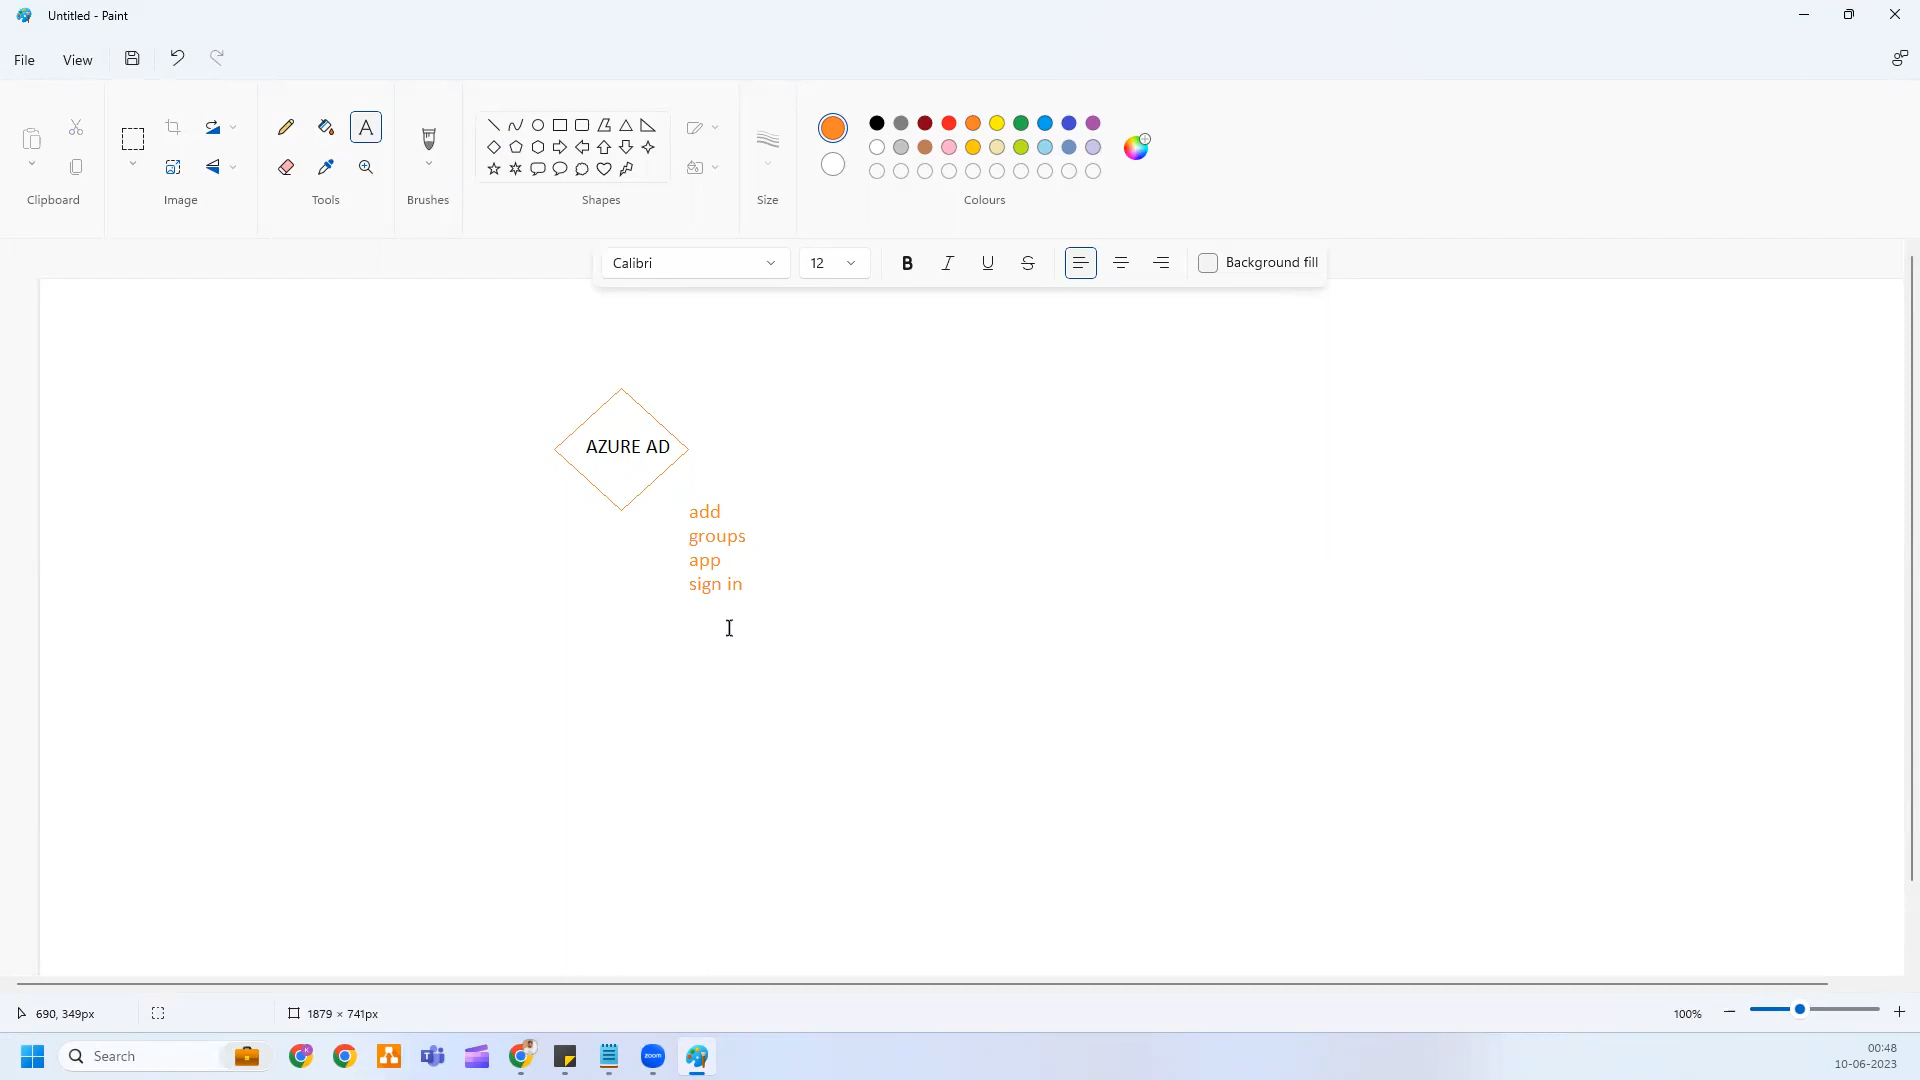 Untitled - Paint
File
View
Clipboard
Image
Tools
Brushes
Shapes
Size
Colours
Calibri
12
B
I
U
S
Background fill
AZURE AD
add
groups
app
sign in
690, 349px
1879 × 741px
100%
Search
zoom
00:48
10-06-2023